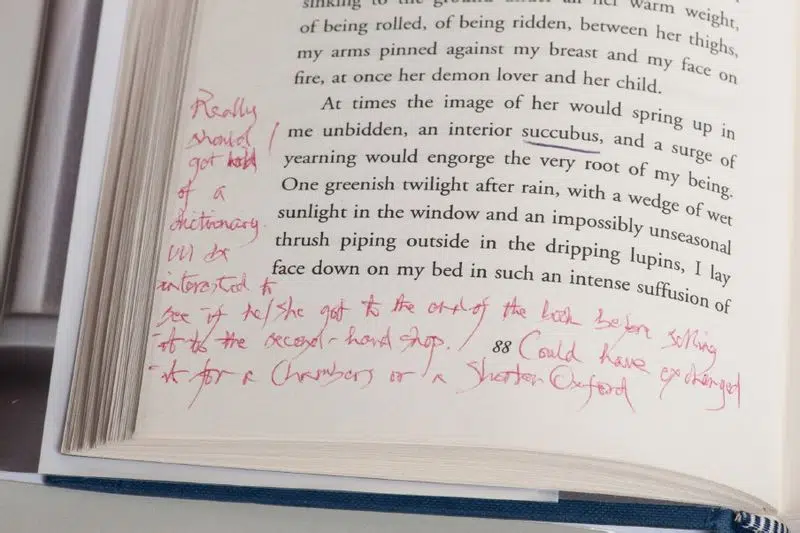 sinking to the ground under all her warm weight,
of being rolled, of being ridden, between her thighs,
my arms pinned against my breast and my face on
fire, at once her demon lover and her child.
At times the image of her would spring up in
me unbidden, an interior succubus, and a surge of
yearning would engorge the very root of my being.
One greenish twilight after rain, with a wedge of wet
sunlight in the window and an impossibly unseasonal
thrush piping outside in the dripping lupins, I lay
face down on my bed in such an intense suffusion of
88
Really
should
get hold
of a
dictionary.
be
interested to
see if he/she got to the end of the book before selling
it to the second-hand shop.
Could have exchanged
it for a Chambers or a Shorter Oxford